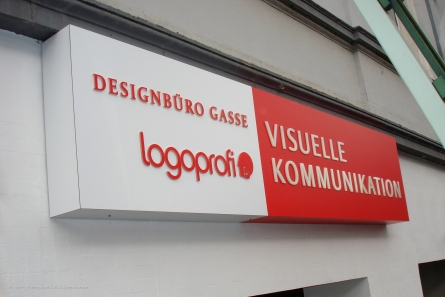 DESIGNBÜRO GASSE
logoprofi
VISUELLE
KOMMUNIKATION